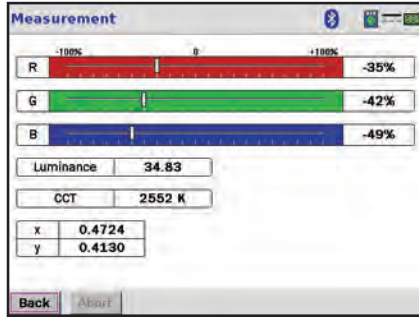 Measurement
-100% 0 +100%
R -35%
G -42%
B -49%
Luminance 34.83
CCT 2552 K
x 0.4724
y 0.4130
Back Abort